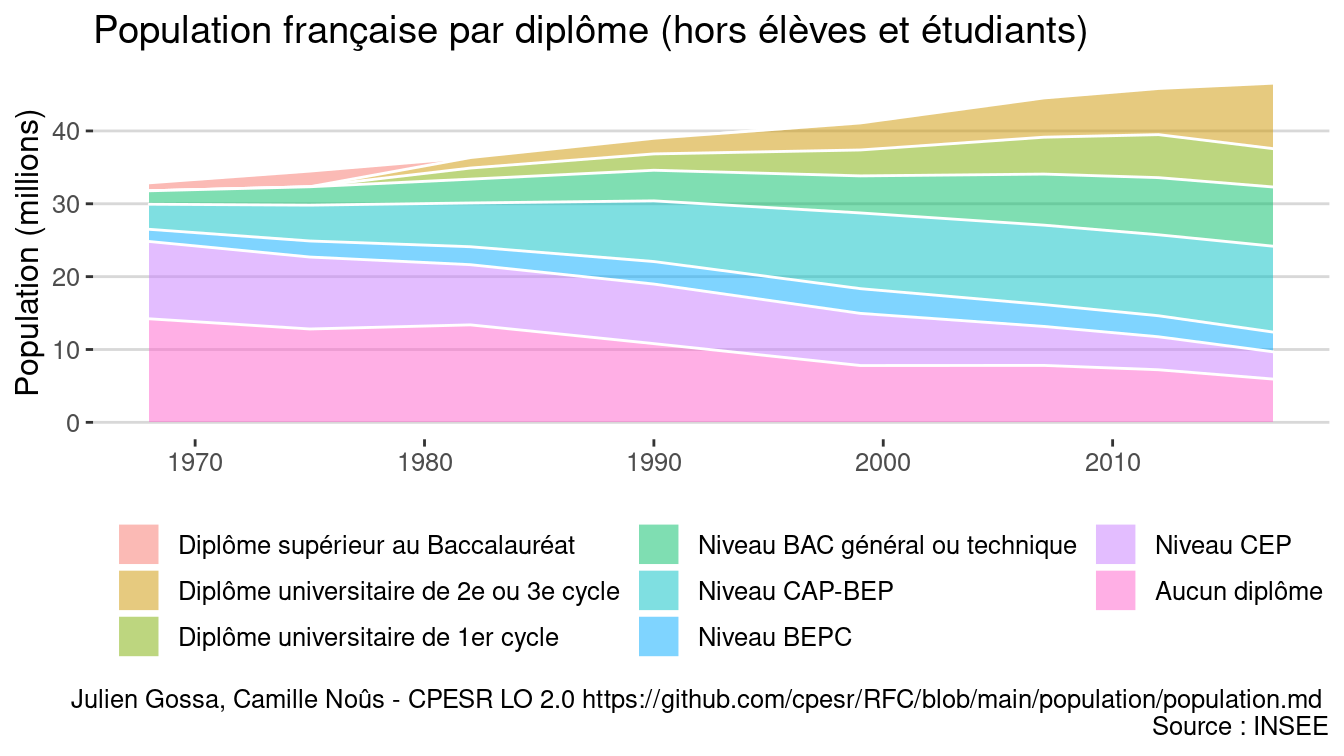 Population française par diplôme (hors élèves et étudiants)
Population (millions)
40
30
20
10
0
1970 1980 1990 2000 2010
Diplôme supérieur au Baccalauréat
Diplôme universitaire de 2e ou 3e cycle
Diplôme universitaire de 1er cycle
Niveau BAC général ou technique
Niveau CAP-BEP
Niveau BEPC
Niveau CEP
Aucun diplôme
Julien Gossa, Camille Noûs - CPESR LO 2.0 https://github.com/cpesr/RFC/blob/main/population/population.md
Source : INSEE